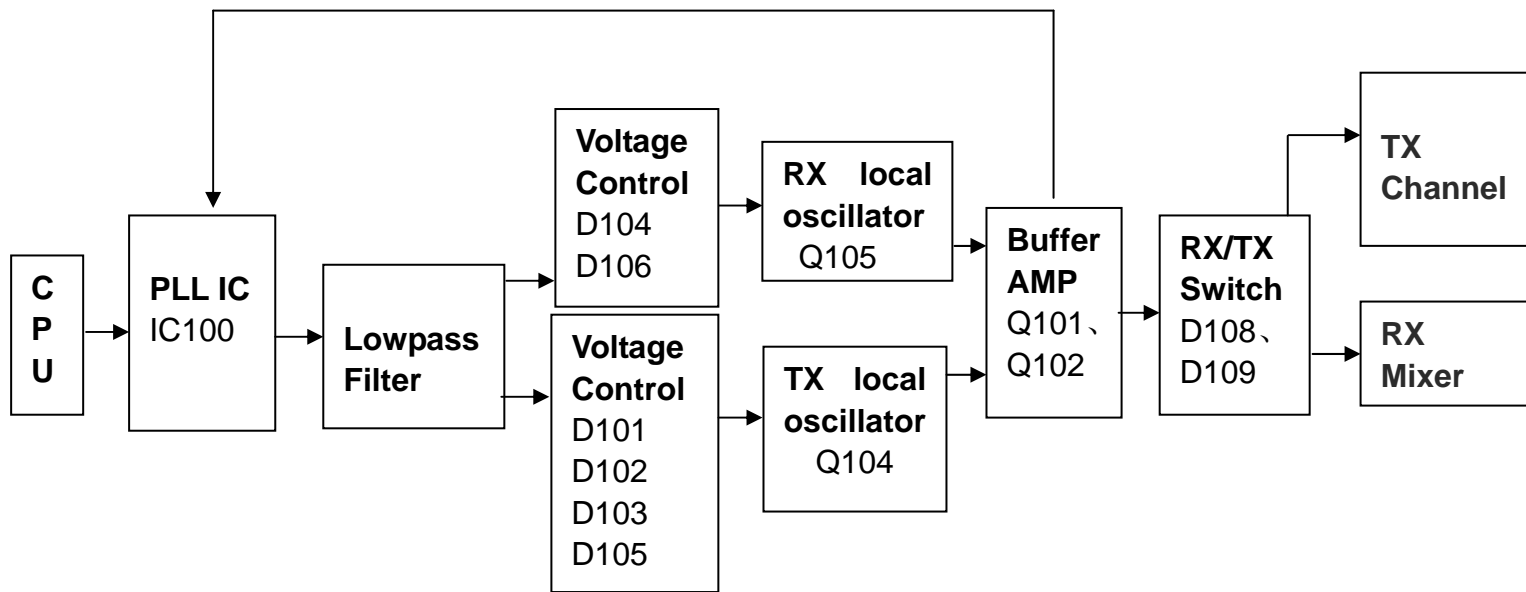 C
P
U
PLL IC
IC100
Lowpass
Filter
Voltage
Control
D104
D106
Voltage
Control
D101
D102
D103
D105
RX local
oscillator
Q105
TX local
oscillator
Q104
Buffer
AMP
Q101、
Q102
RX/TX
Switch
D108、
D109
TX
Channel
RX
Mixer